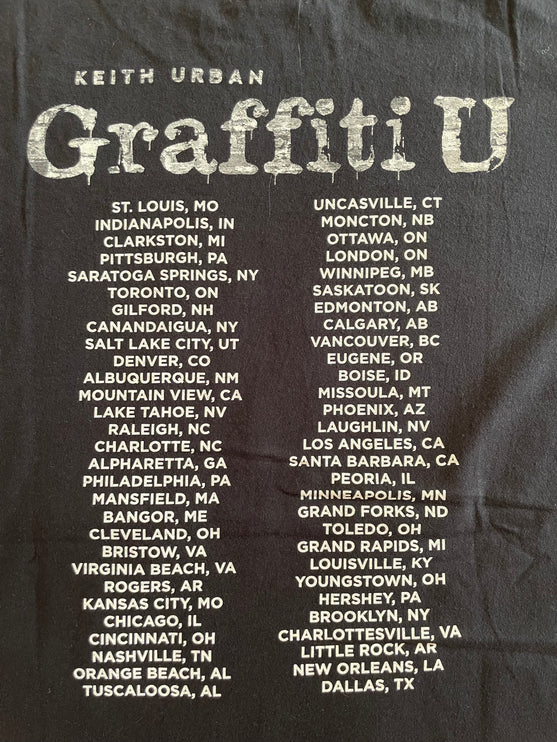 KEITH URBAN
Graffiti U
ST. LOUIS, MO
INDIANAPOLIS, IN
CLARKSTON, MI
PITTSBURGH, PA
SARATOGA SPRINGS, NY
TORONTO, ON
GILFORD, NH
CANANDAIGUA, NY
SALT LAKE CITY, UT
DENVER, CO
ALBUQUERQUE, NM
MOUNTAIN VIEW, CA
LAKE TAHOE, NV
RALEIGH, NC
CHARLOTTE, NC
ALPHARETTA, GA
PHILADELPHIA, PA
MANSFIELD, MA
BANGOR, ME
CLEVELAND, OH
BRISTOW, VA
VIRGINIA BEACH, VA
ROGERS, AR
KANSAS CITY, MO
CHICAGO, IL
CINCINNATI, OH
NASHVILLE, TN
ORANGE BEACH, AL
TUSCALOOSA, AL
UNCASVILLE, CT
MONCTON, NB
OTTAWA, ON
LONDON, ON
WINNIPEG, MB
SASKATOON, SK
EDMONTON, AB
CALGARY, AB
VANCOUVER, BC
EUGENE, OR
BOISE, ID
MISSOULA, MT
PHOENIX, AZ
LAUGHLIN, NV
LOS ANGELES, CA
SANTA BARBARA, CA
PEORIA, IL
MINNEAPOLIS, MN
GRAND FORKS, ND
TOLEDO, OH
GRAND RAPIDS, MI
LOUISVILLE, KY
YOUNGSTOWN, OH
HERSHEY, PA
BROOKLYN, NY
CHARLOTTESVILLE, VA
LITTLE ROCK, AR
NEW ORLEANS, LA
DALLAS, TX